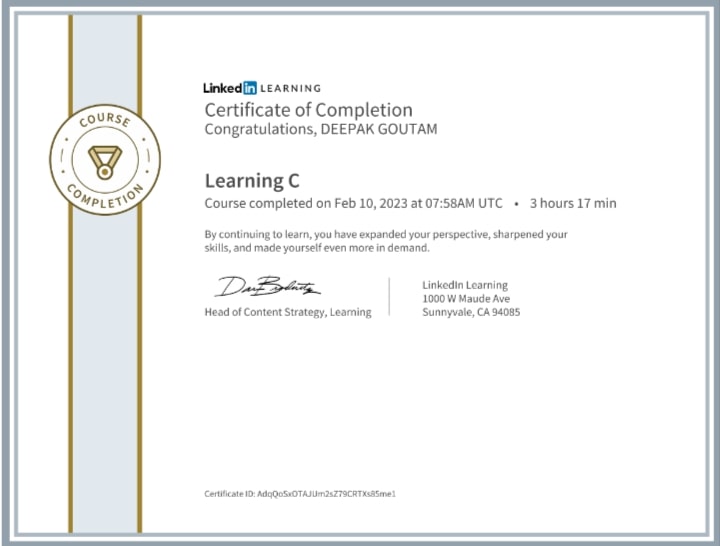 COURSE
COMPLETION
Linked in LEARNING
Certificate of Completion
Congratulations, DEEPAK GOUTAM
Learning C
Course completed on Feb 10, 2023 at 07:58AM UTC • 3 hours 17 min
By continuing to learn, you have expanded your perspective, sharpened your
skills, and made yourself even more in demand.
Head of Content Strategy, Learning
LinkedIn Learning
1000 W Maude Ave
Sunnyvale, CA 94085
Certificate ID: AdqQoSxOTAJUm2sZ79CRTXs85me1